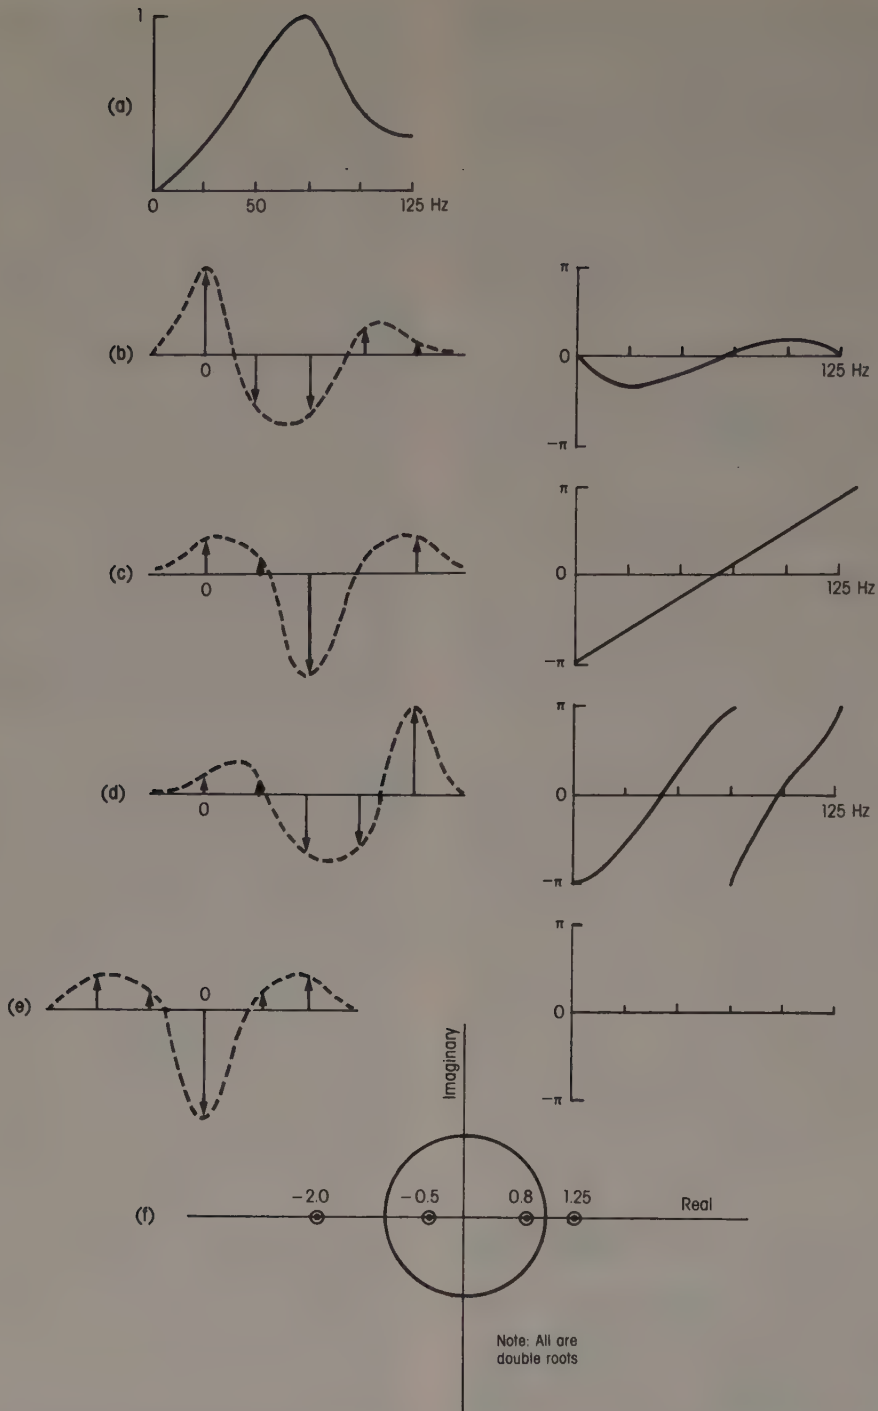 1
(a)
0 50 125 Hz
(b)
0
π
0
125 Hz
−π
(c)
0
π
0
125 Hz
−π
(d)
0
π
0
125 Hz
−π
(e)
0
π
0
−π
Imaginary
(f)
−2.0 −0.5 0.8 1.25
Real
Note: All are
double roots